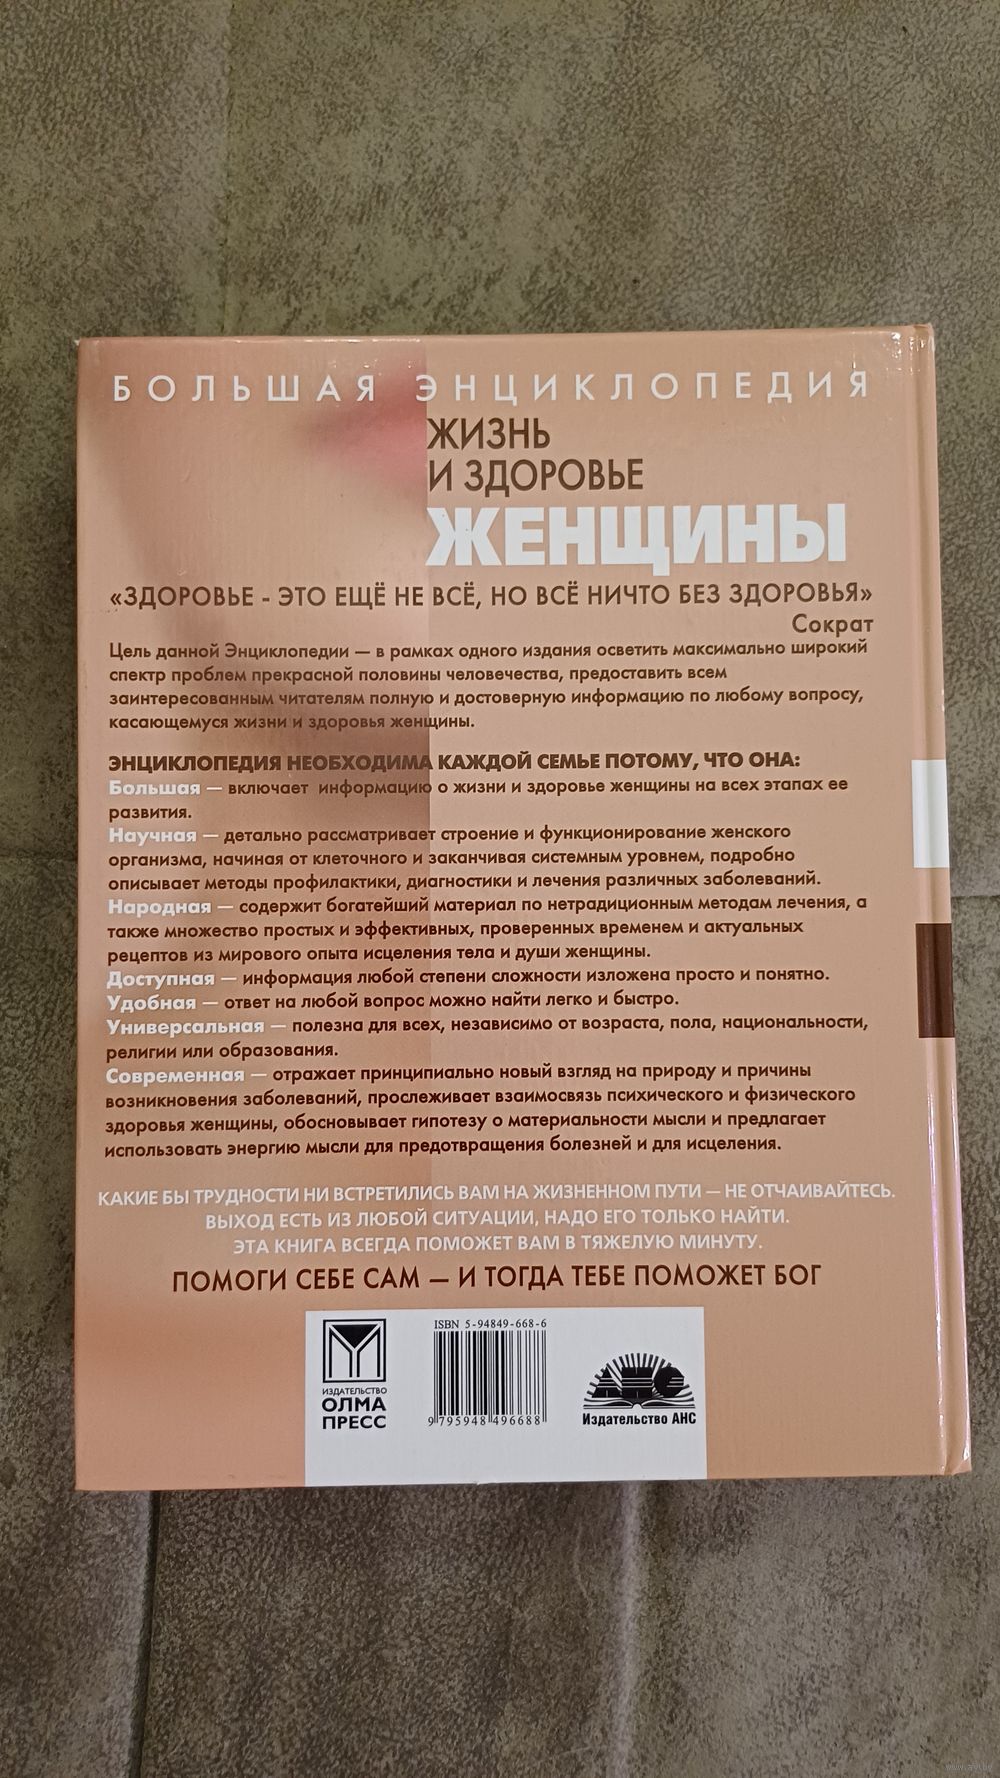 БОЛЬШАЯ ЭНЦИКЛОПЕДИЯ
ЖИЗНЬ
И ЗДОРОВЬЕ
ЖЕНЩИНЫ
«ЗДОРОВЬЕ - ЭТО ЕЩЁ НЕ ВСЁ, НО ВСЁ НИЧТО БЕЗ ЗДОРОВЬЯ»
Сократ
Цель данной Энциклопедии — в рамках одного издания осветить максимально широкий
спектр проблем прекрасной половины человечества, предоставить всем
заинтересованным читателям полную и достоверную информацию по любому вопросу,
касающемуся жизни и здоровья женщины.
ЭНЦИКЛОПЕДИЯ НЕОБХОДИМА КАЖДОЙ СЕМЬЕ ПОТОМУ, ЧТО ОНА:
Большая — включает информацию о жизни и здоровье женщины на всех этапах ее
развития.
Научная — детально рассматривает строение и функционирование женского
организма, начиная от клеточного и заканчивая системным уровнем, подробно
описывает методы профилактики, диагностики и лечения различных заболеваний.
Народная — содержит богатейший материал по нетрадиционным методам лечения, а
также множество простых и эффективных, проверенных временем и актуальных
рецептов из мирового опыта исцеления тела и души женщины.
Доступная — информация любой степени сложности изложена просто и понятно.
Удобная — ответ на любой вопрос можно найти легко и быстро.
Универсальная — полезна для всех, независимо от возраста, пола, национальности,
религии или образования.
Современная — отражает принципиально новый взгляд на природу и причины
возникновения заболеваний, прослеживает взаимосвязь психического и физического
здоровья женщины, обосновывает гипотезу о материальности мысли и предлагает
использовать энергию мысли для предотвращения болезней и для исцеления.
КАКИЕ БЫ ТРУДНОСТИ НИ ВСТРЕТИЛИСЬ ВАМ НА ЖИЗНЕННОМ ПУТИ — НЕ ОТЧАИВАЙТЕСЬ.
ВЫХОД ЕСТЬ ИЗ ЛЮБОЙ СИТУАЦИИ, НАДО ЕГО ТОЛЬКО НАЙТИ.
ЭТА КНИГА ВСЕГДА ПОМОЖЕТ ВАМ В ТЯЖЕЛУЮ МИНУТУ.
ПОМОГИ СЕБЕ САМ — И ТОГДА ТЕБЕ ПОМОЖЕТ БОГ
ИЗДАТЕЛЬСТВО
ОЛМА
ПРЕСС
ISBN 5-94849-668-6
9 795948 496688
АНС
Издательство АНС